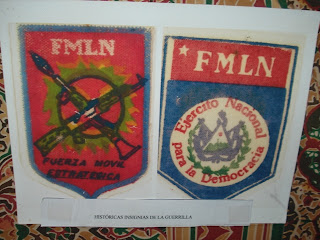 FMLN
FUERZA MOVIL
ESTRATEGICA
FMLN
Ejercito Nacional
para la Democracia
HISTÓRICAS INSIGNIAS DE LA GUERRILLA